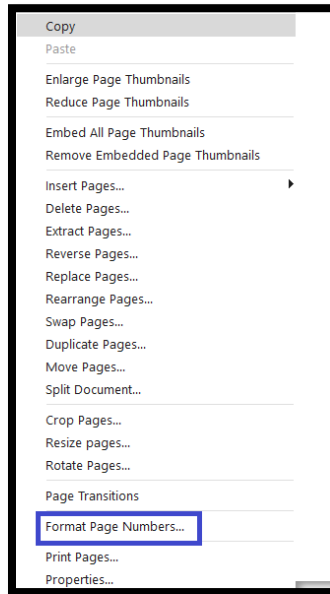 Copy
Paste
Enlarge Page Thumbnails
Reduce Page Thumbnails
Embed All Page Thumbnails
Remove Embedded Page Thumbnails
Insert Pages...
Delete Pages...
Extract Pages...
Reverse Pages...
Replace Pages...
Rearrange Pages...
Swap Pages...
Duplicate Pages...
Move Pages...
Split Document...
Crop Pages...
Resize pages...
Rotate Pages...
Page Transitions
Format Page Numbers...
Print Pages...
Properties...